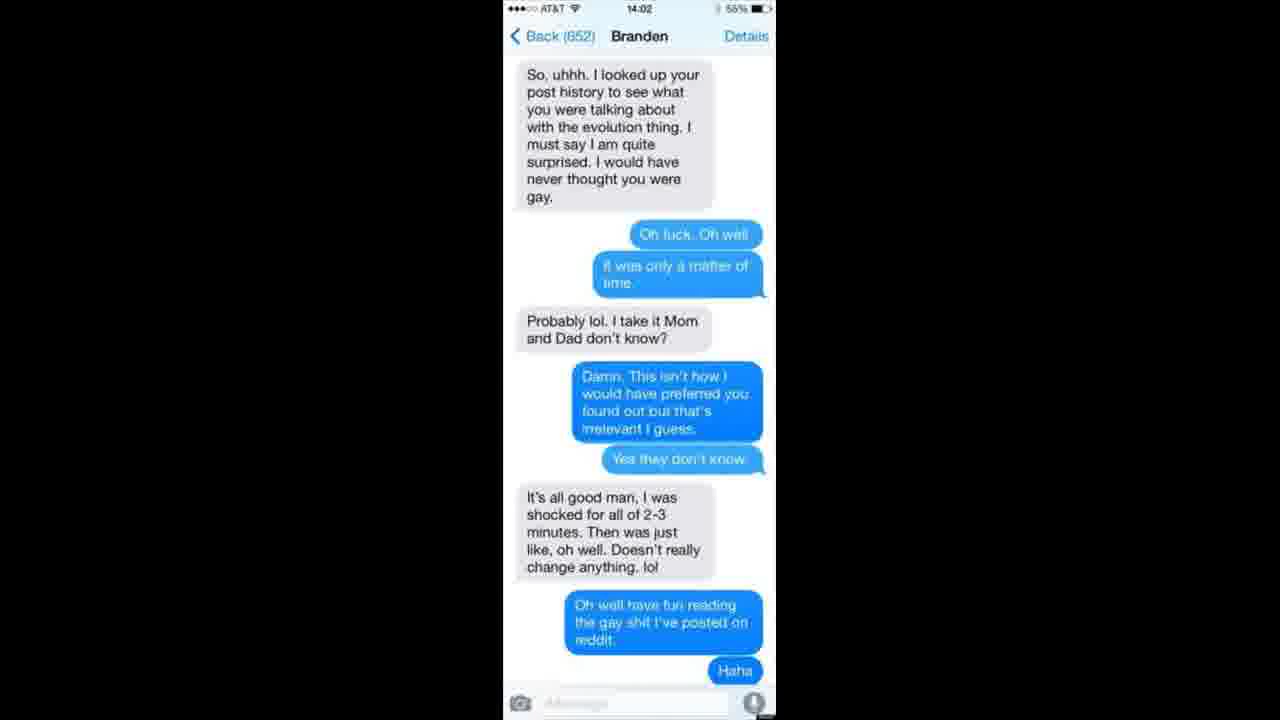 AT&T 14:02 55%
Back (652) Branden Details
So, uhhh. I looked up your
post history to see what
you were talking about
with the evolution thing. I
must say I am quite
surprised. I would have
never thought you were
gay.
Oh fuck. Oh well
It was only a matter of
time.
Probably lol. I take it Mom
and Dad don't know?
Damn. This isn't how I
would have preferred you
found out but that's
irrelevant I guess.
Yea they don't know.
It's all good man, I was
shocked for all of 2-3
minutes. Then was just
like, oh well. Doesn't really
change anything. lol
Oh well have fun reading
the gay shit I've posted on
reddit.
Haha
iMessage